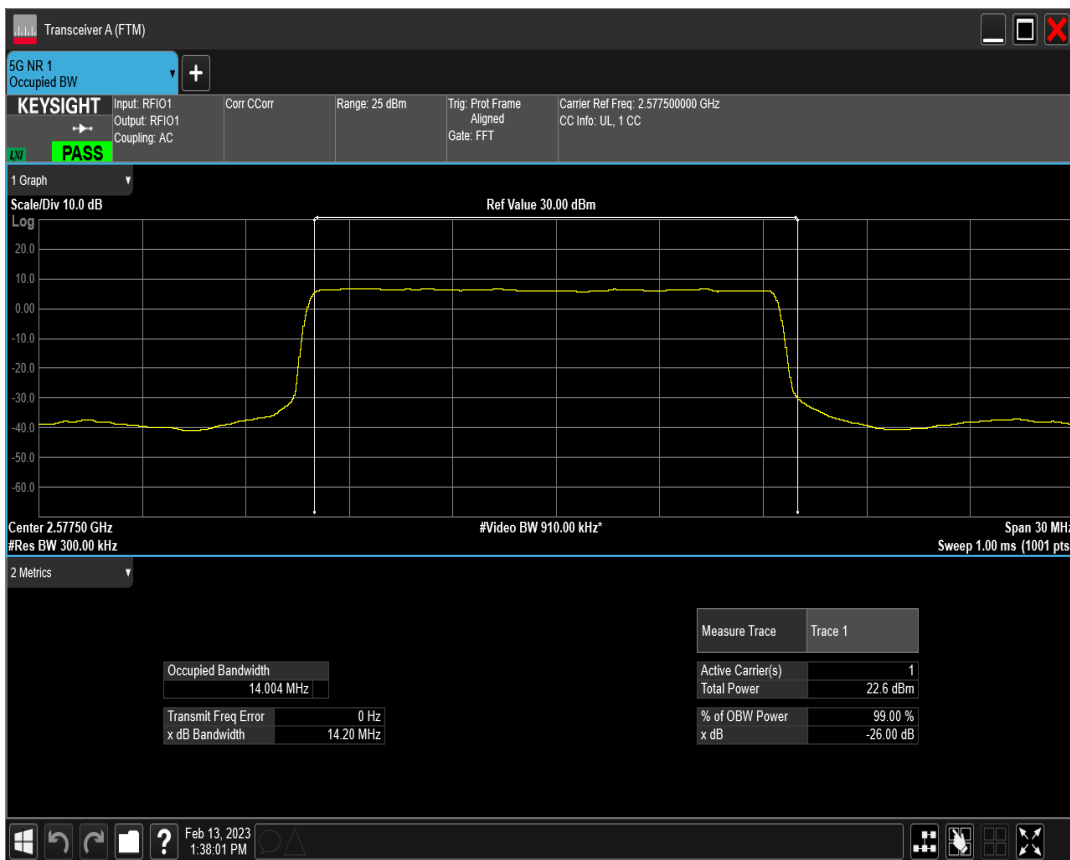 Transceiver A (FTM)
5G NR 1
Occupied BW
+
KEYSIGHT
LXI
PASS
Input: RFIO1
Output: RFIO1
Coupling: AC
Corr CCorr
Range: 25 dBm
Trig: Prot Frame
Aligned
Gate: FFT
Carrier Ref Freq: 2.577500000 GHz
CC Info: UL, 1 CC
1 Graph
Scale/Div 10.0 dB
Ref Value 30.00 dBm
Log
20.0
10.0
0.00
-10.0
-20.0
-30.0
-40.0
-50.0
-60.0
Center 2.57750 GHz
#Video BW 910.00 kHz*
Span 30 MHz
#Res BW 300.00 kHz
Sweep 1.00 ms (1001 pts
2 Metrics
Measure Trace Trace 1
Occupied Bandwidth
14.004 MHz
Active Carrier(s) 1
Total Power 22.6 dBm
Transmit Freq Error 0 Hz
x dB Bandwidth 14.20 MHz
% of OBW Power 99.00 %
x dB -26.00 dB
?
Feb 13, 2023
1:38:01 PM